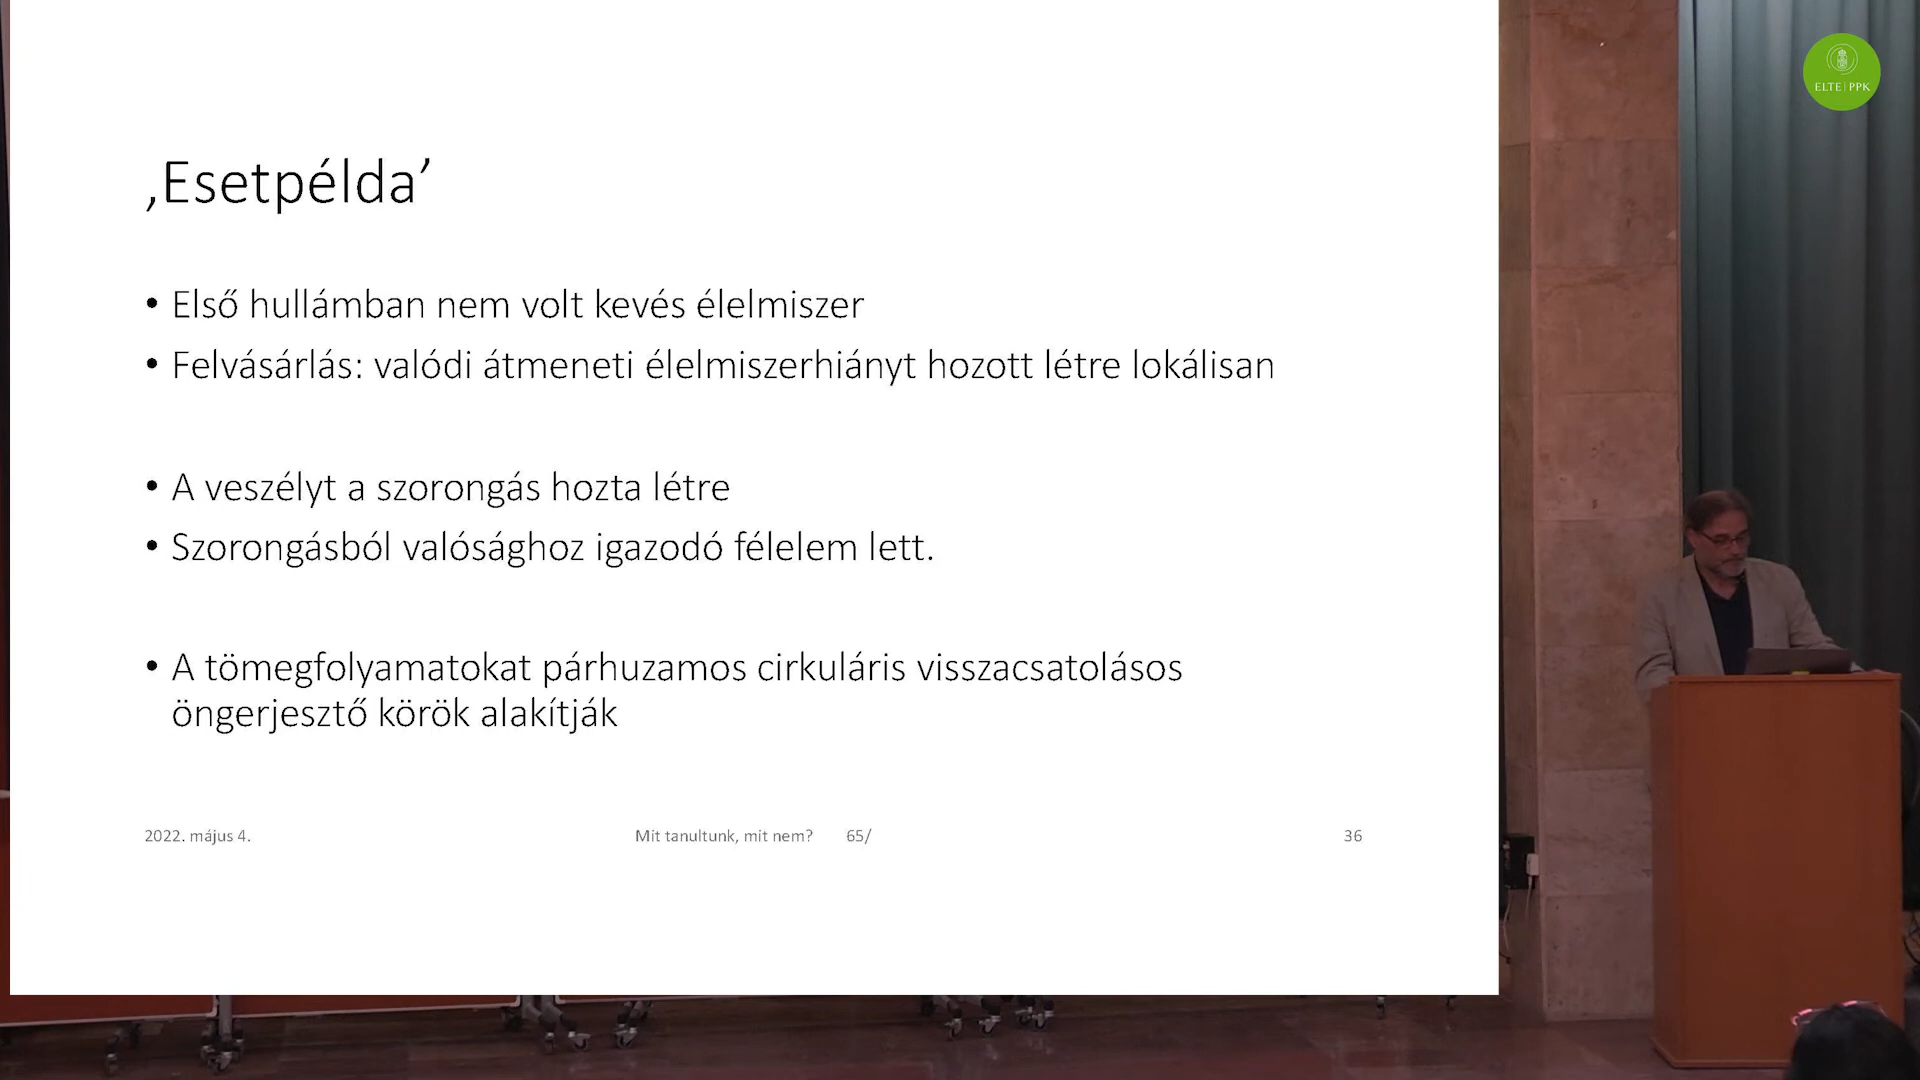 ELTE|PPK
‚Esetpélda’
• Első hullámban nem volt kevés élelmiszer
• Felvásárlás: valódi átmeneti élelmiszerhiányt hozott létre lokálisan
• A veszélyt a szorongás hozta létre
• Szorongásból valósághoz igazodó félelem lett.
• A tömegfolyamatokat párhuzamos cirkuláris visszacsatolásos
öngerjesztő körök alakítják
2022. május 4. Mit tanultunk, mit nem? 65/ 36